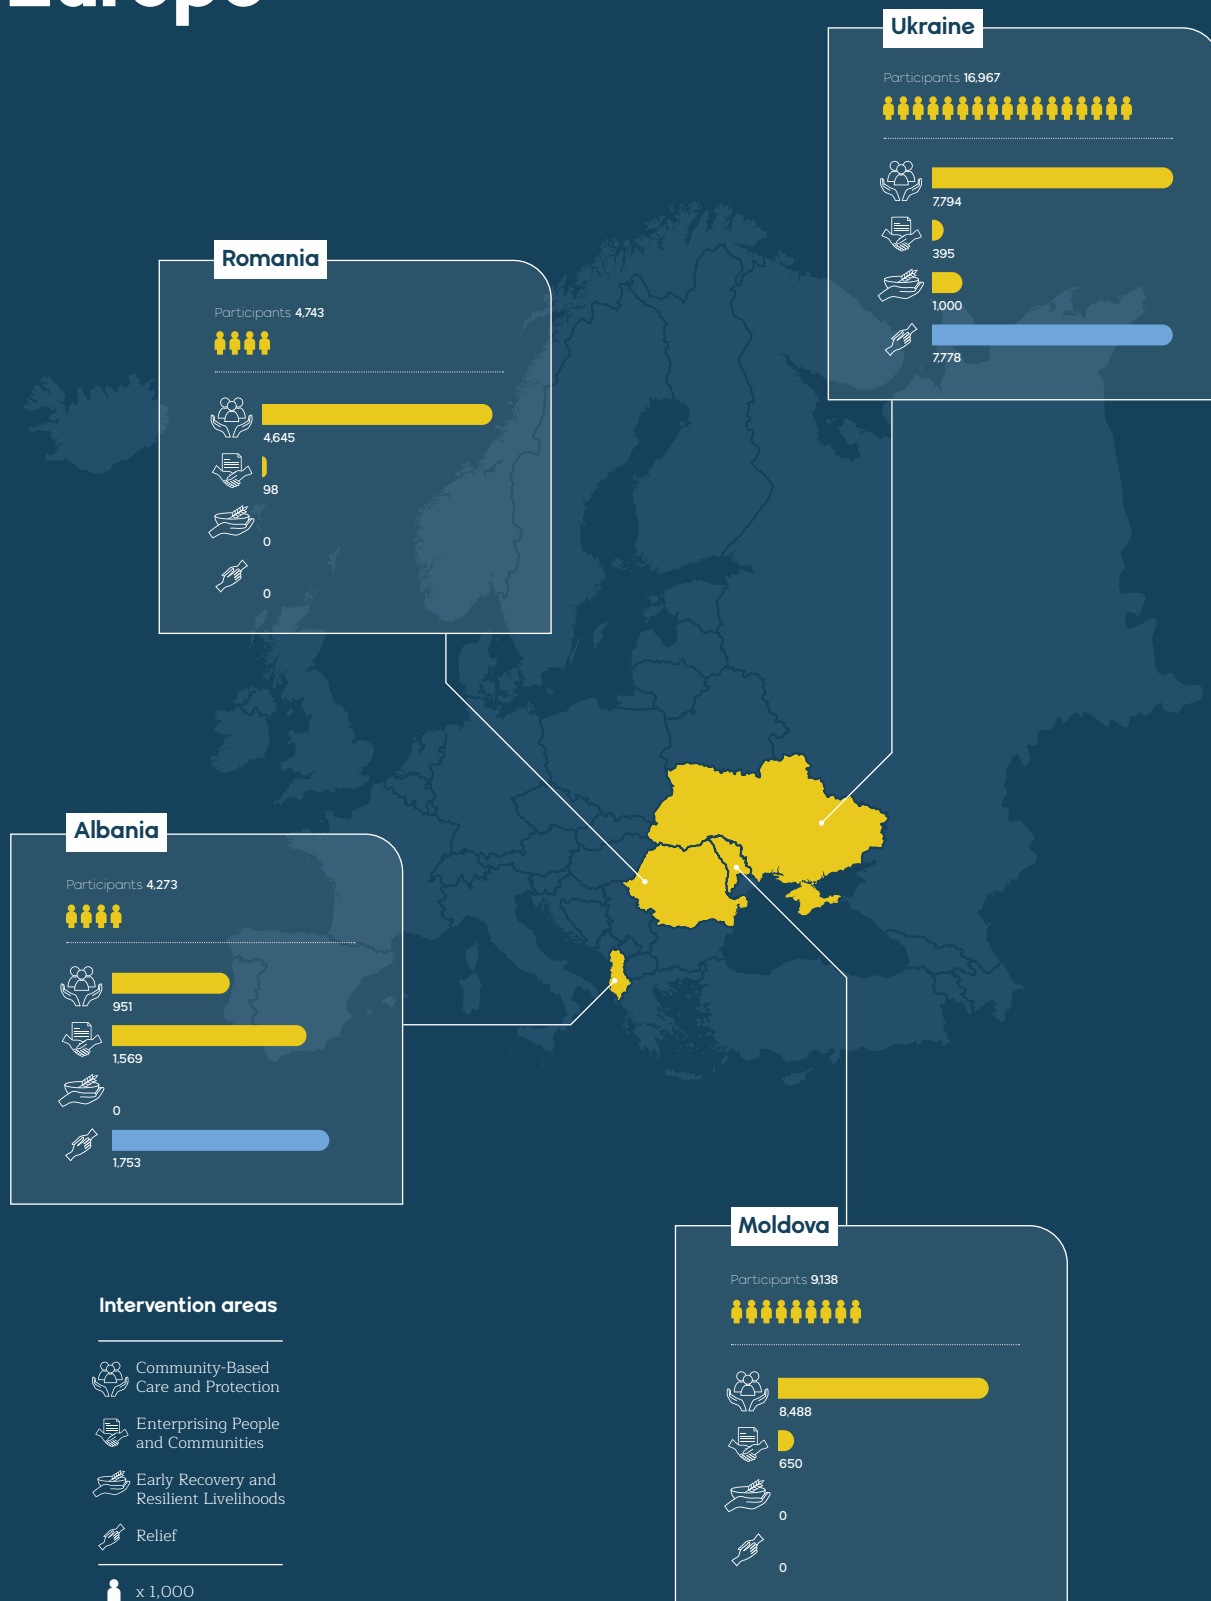 Europe
Ukraine
Participants 16,967
7,794
395
1,000
7,778
Romania
Participants 4,743
4,645
98
0
0
Albania
Participants 4,273
951
1,569
0
1,753
Moldova
Participants 9,138
8,488
650
0
0
Intervention areas
Community-Based
Care and Protection
Enterprising People
and Communities
Early Recovery and
Resilient Livelihoods
Relief
x 1,000